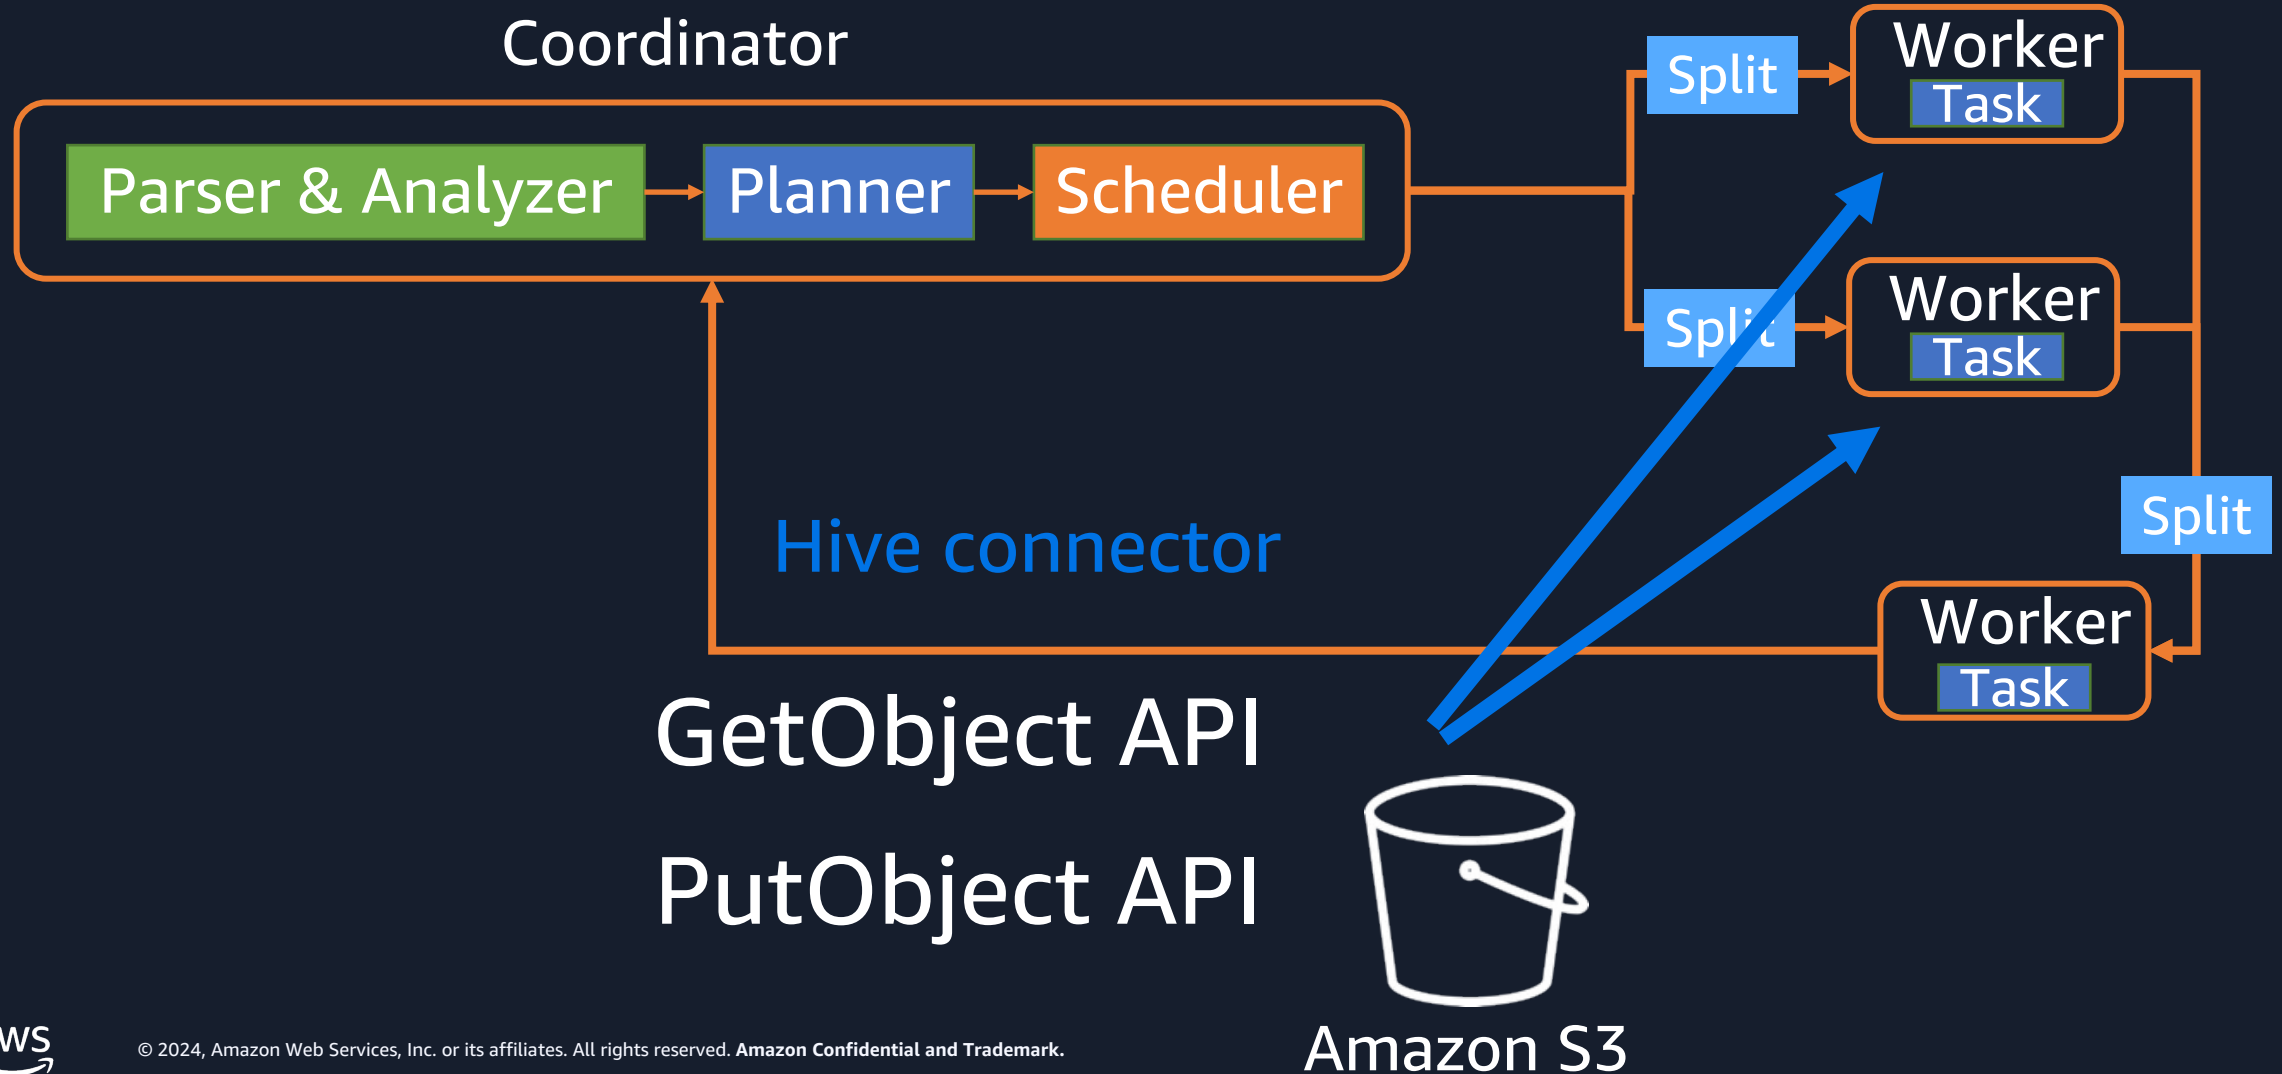 Coordinator
Parser & Analyzer
Planner
Scheduler
Split
Worker
Task
Split
Worker
Task
Split
Worker
Task
Hive connector
GetObject API
PutObject API
Amazon S3
ws
© 2024, Amazon Web Services, Inc. or its affiliates. All rights reserved. Amazon Confidential and Trademark.